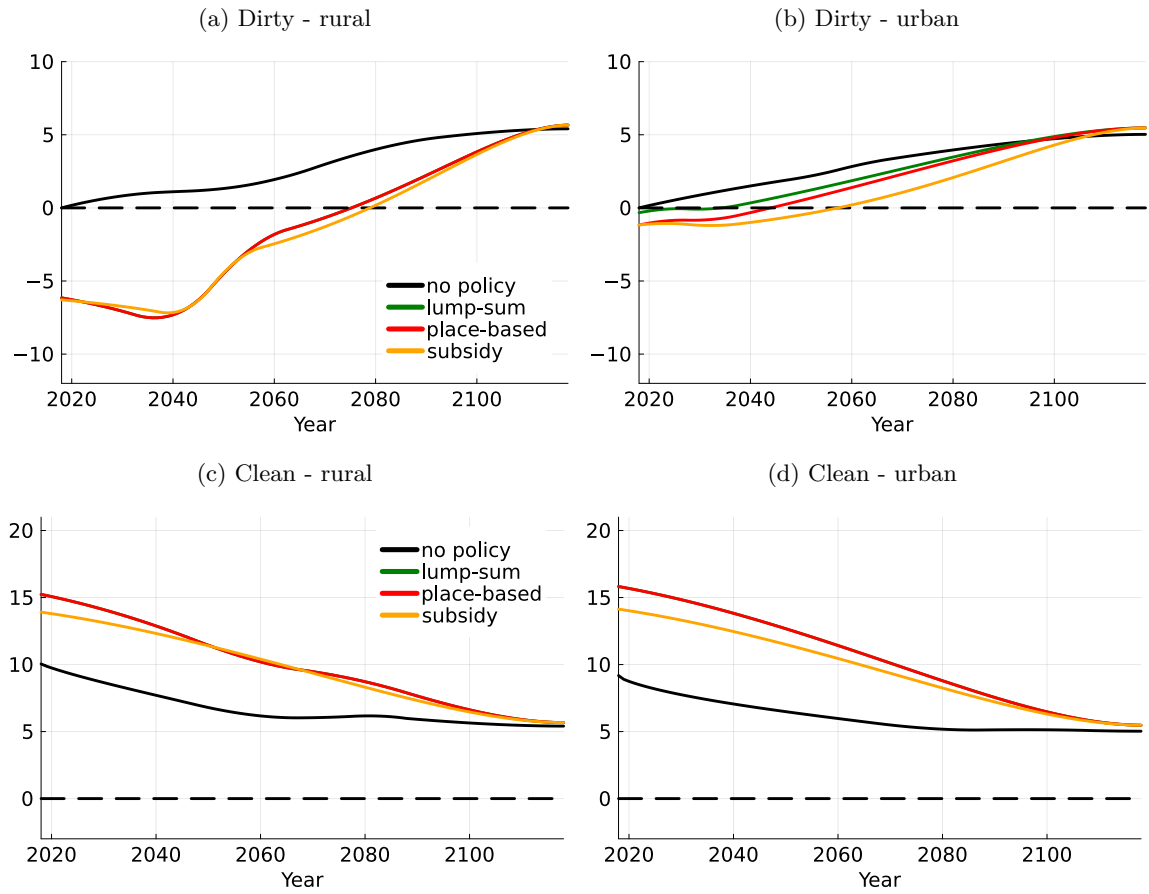 (a) Dirty - rural
10
5
0
−5
−10
no policy
lump-sum
place-based
subsidy
2020 2040 2060 2080 2100
Year
(b) Dirty - urban
10
5
0
−5
−10
2020 2040 2060 2080 2100
Year
(c) Clean - rural
20
15
10
5
0
no policy
lump-sum
place-based
subsidy
2020 2040 2060 2080 2100
Year
(d) Clean - urban
20
15
10
5
0
2020 2040 2060 2080 2100
Year